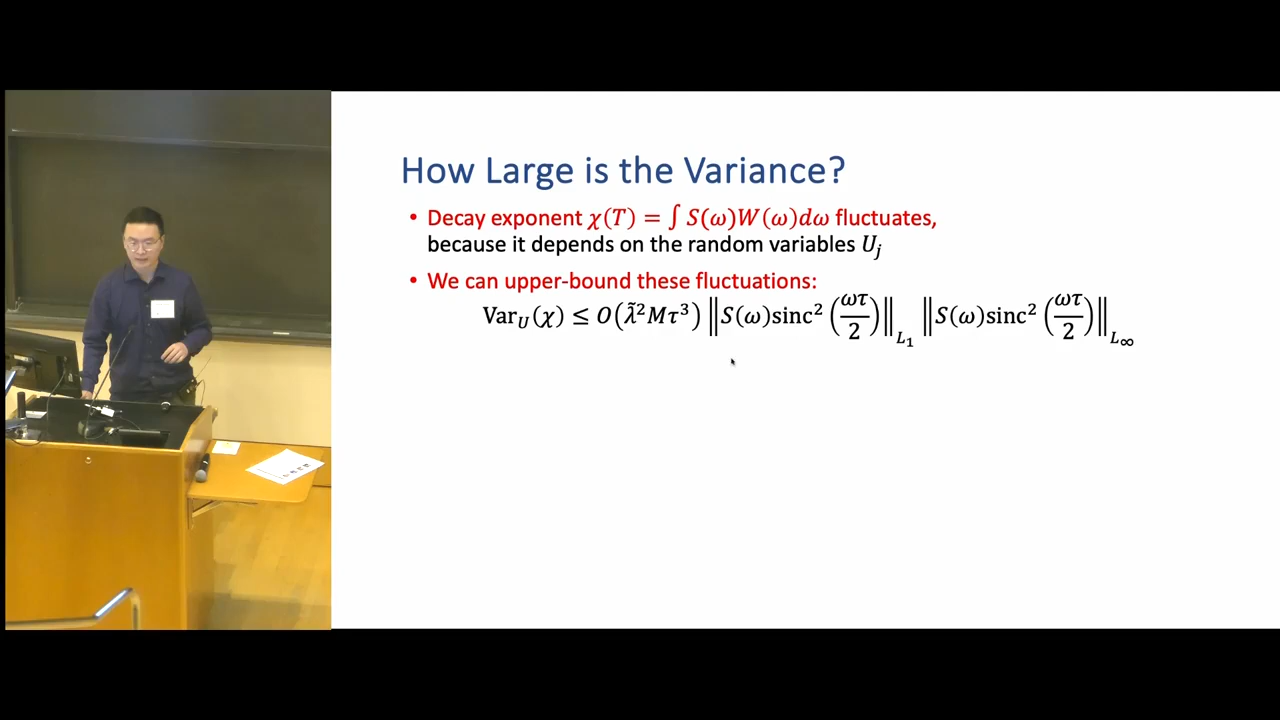 How Large is the Variance?
• Decay exponent χ(T) = ∫ S(ω)W(ω)dω fluctuates,
because it depends on the random variables U_j
• We can upper-bound these fluctuations:
Var_U(χ) ≤ O(λ̃²Mτ³) ‖S(ω)sinc²(ωτ/2)‖_{L₁} ‖S(ω)sinc²(ωτ/2)‖_{L∞}